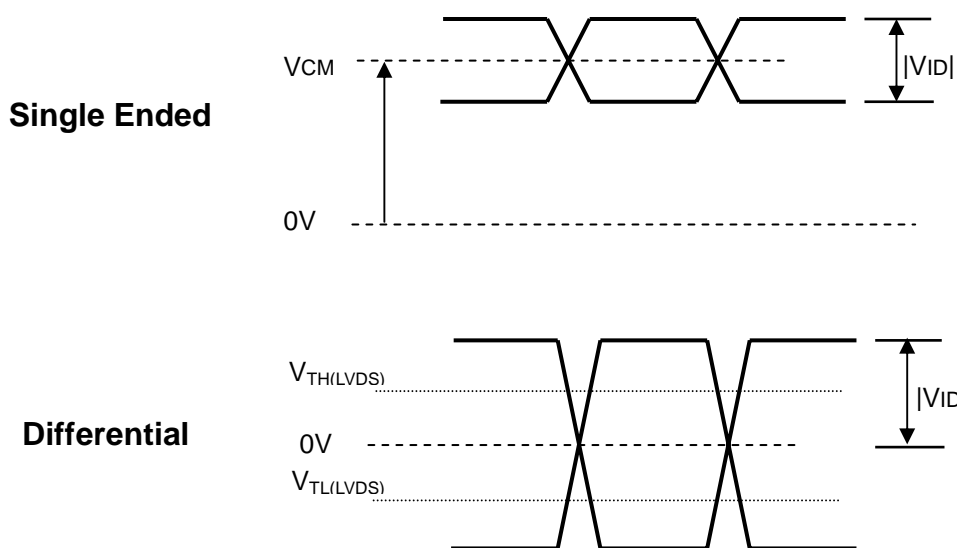 VCM
|VID|
Single Ended
0V
VTH(LVDS)
|VID
Differential
0V
VTL(LVDS)